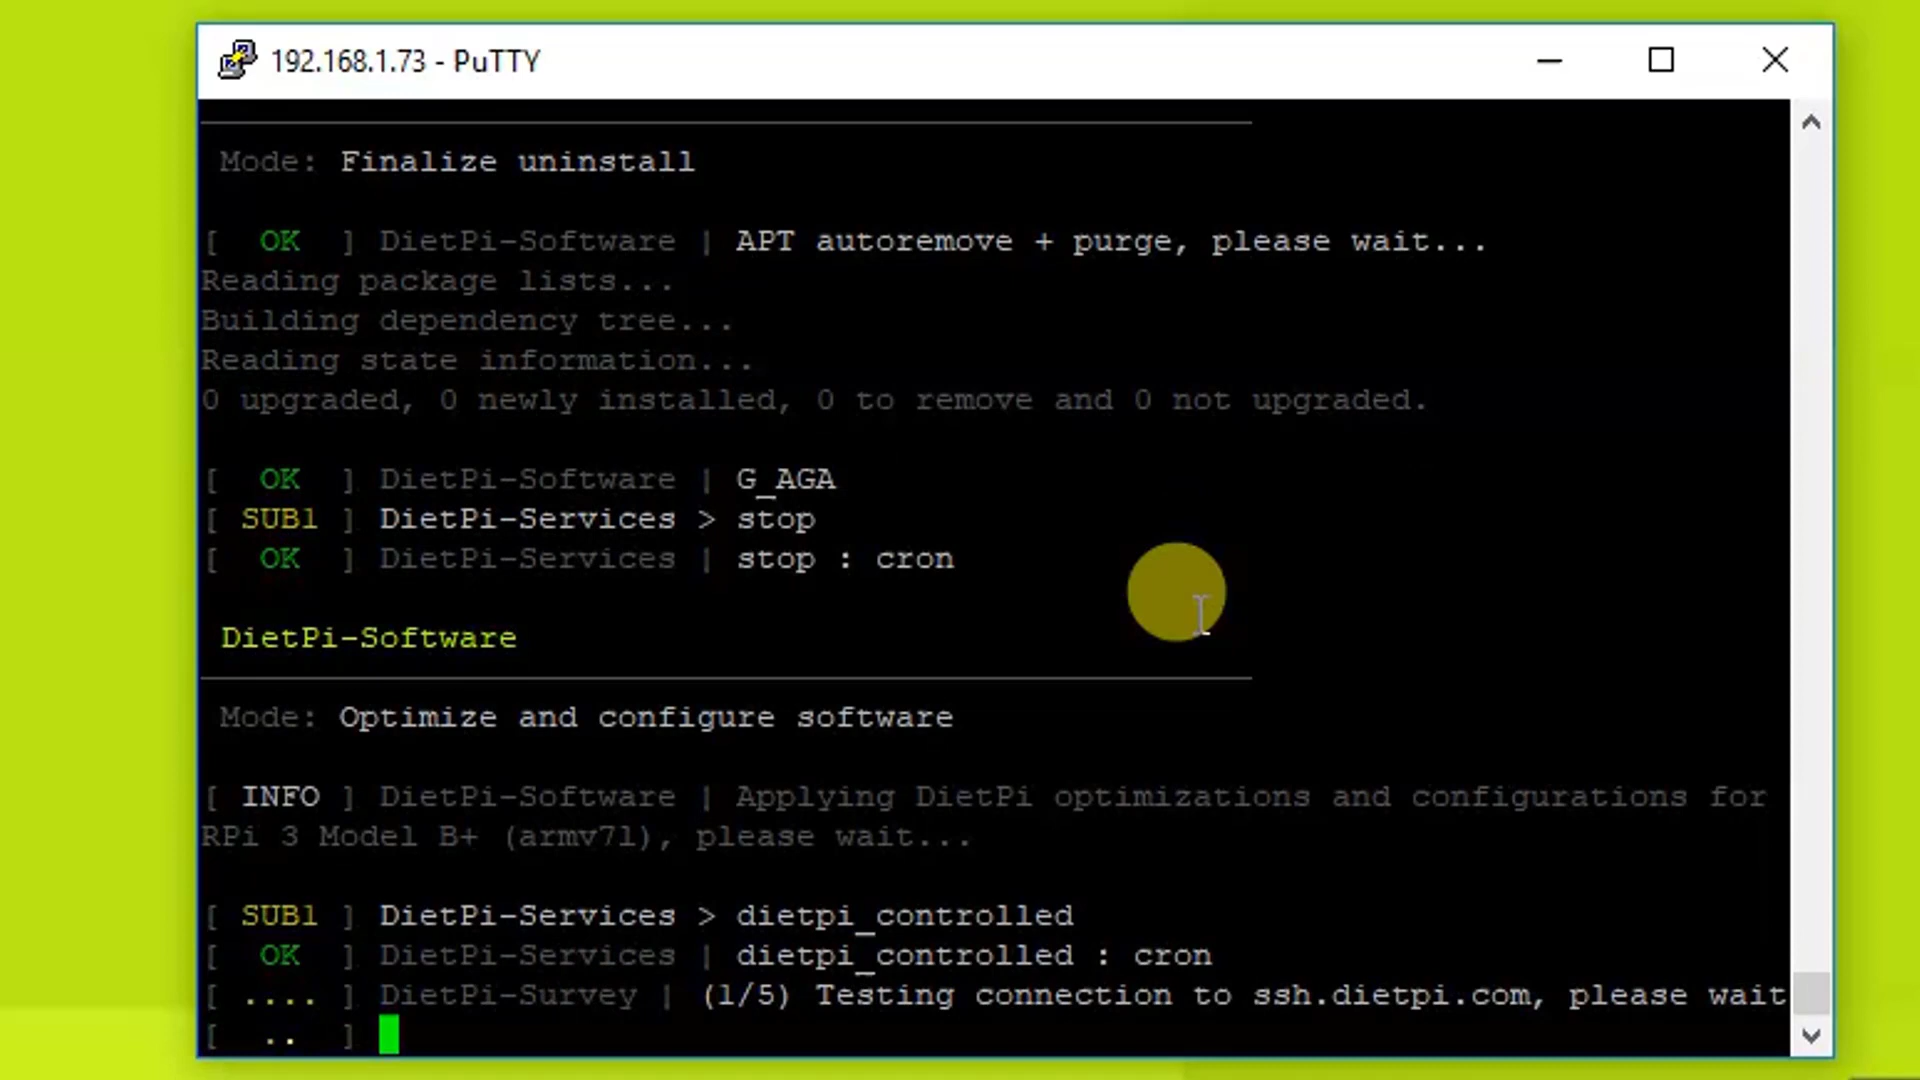 192.168.1.73 - PuTTY
Mode: Finalize uninstall
[  OK  ] DietPi-Software | APT autoremove + purge, please wait...
Reading package lists...
Building dependency tree...
Reading state information...
0 upgraded, 0 newly installed, 0 to remove and 0 not upgraded.
[  OK  ] DietPi-Software | G_AGA
[ SUB1 ] DietPi-Services > stop
[  OK  ] DietPi-Services | stop : cron
DietPi-Software
Mode: Optimize and configure software
[ INFO ] DietPi-Software | Applying DietPi optimizations and configurations for
RPi 3 Model B+ (armv7l), please wait...
[ SUB1 ] DietPi-Services > dietpi_controlled
[  OK  ] DietPi-Services | dietpi_controlled : cron
[ .... ] DietPi-Survey | (1/5) Testing connection to ssh.dietpi.com, please wait
[  ..  ]